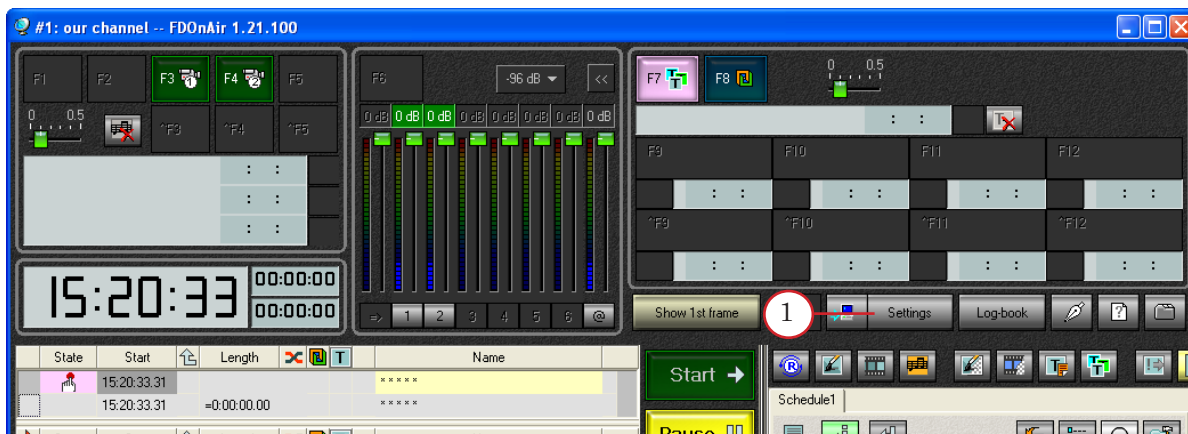 #1: our channel -- FDOnAir 1.21.100
F1 F2 F3 1 F4 2 F5
0 0.5
^F3 ^F4 ^F5
: :
: :
: :
15:20:33
00:00:00
00:00:00
F6 -96 dB <<
0 dB 0 dB 0 dB 0 dB 0 dB 0 dB 0 dB 0 dB
=> 1 2 3 4 5 6 @
F7 T F8
0 0.5
: : T
F9 F10 F11 F12
: : : : : : : :
^F9 ^F10 ^F11 ^F12
: : : : : : : :
Show 1st frame 1 Settings Log-book ?
State Start Length T Name
15:20:33.31 * * * * *
15:20:33.31 =0:00:00.00 * * * * *
Start
Pause
R T T
Schedule1